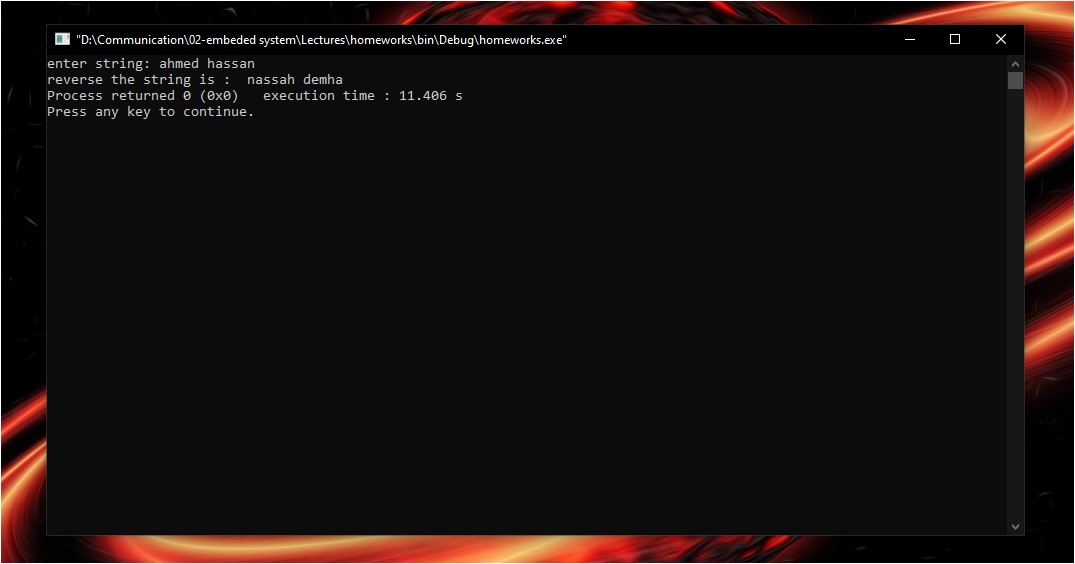 "D:\Communication\02-embeded system\Lectures\homeworks\bin\Debug\homeworks.exe"
enter string: ahmed hassan
reverse the string is :  nassah demha
Process returned 0 (0x0)   execution time : 11.406 s
Press any key to continue.